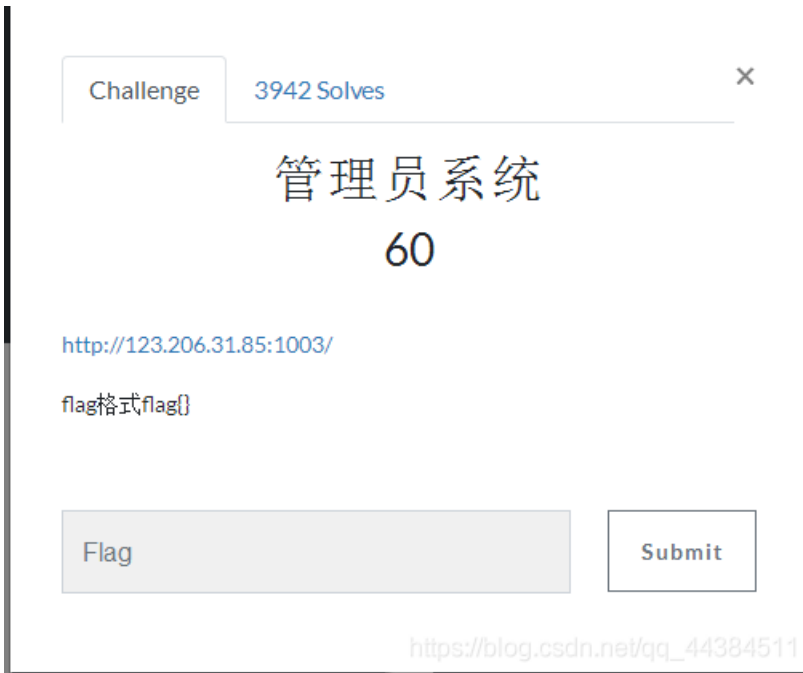 Challenge
3942 Solves
×
管理员系统
60
http://123.206.31.85:1003/
flag格式flag{}
Flag
Submit
https://blog.csdn.net/qq_44384511